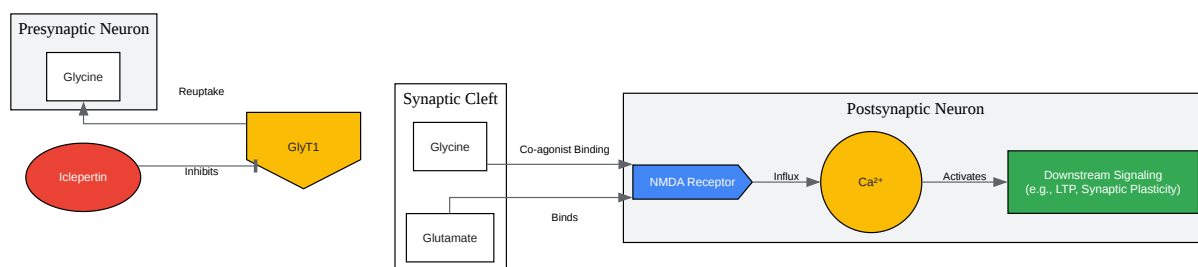 Presynaptic Neuron
Glycine
Reuptake
GlyT1
Iclepertin
Inhibits
Synaptic Cleft
Glycine
Co-agonist Binding
Glutamate
Binds
Postsynaptic Neuron
NMDA Receptor
Influx
Ca²⁺
Activates
Downstream Signaling
(e.g., LTP, Synaptic Plasticity)